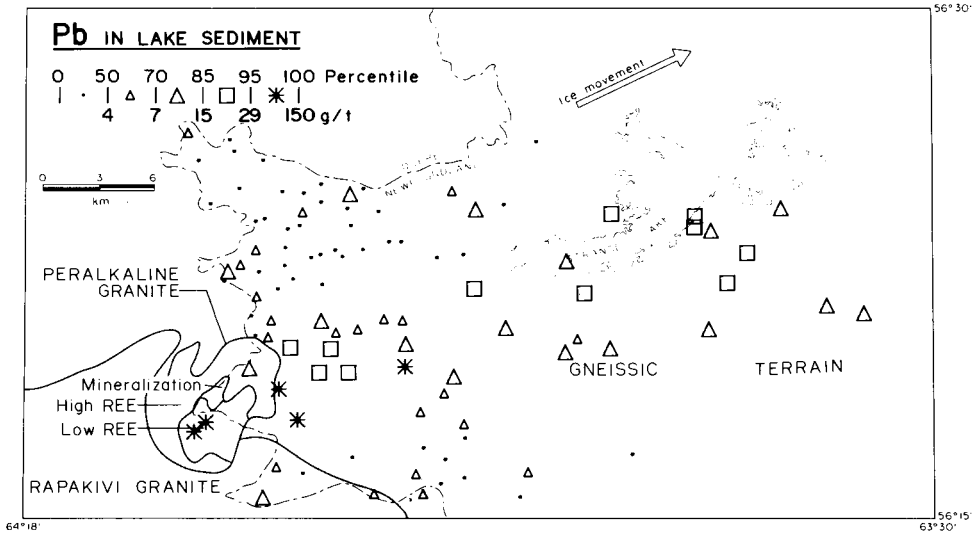 56°30'
Pb IN LAKE SEDIMENT
0 50 70 85 95 100 Percentile
4 7 15 29 150 g/t
Ice movement
0 3 6
km
PERALKALINE
GRANITE
Mineralization
High REE
Low REE
RAPAKIVI GRANITE
GNEISSIC TERRAIN
64°18'
56°15'
63°30'